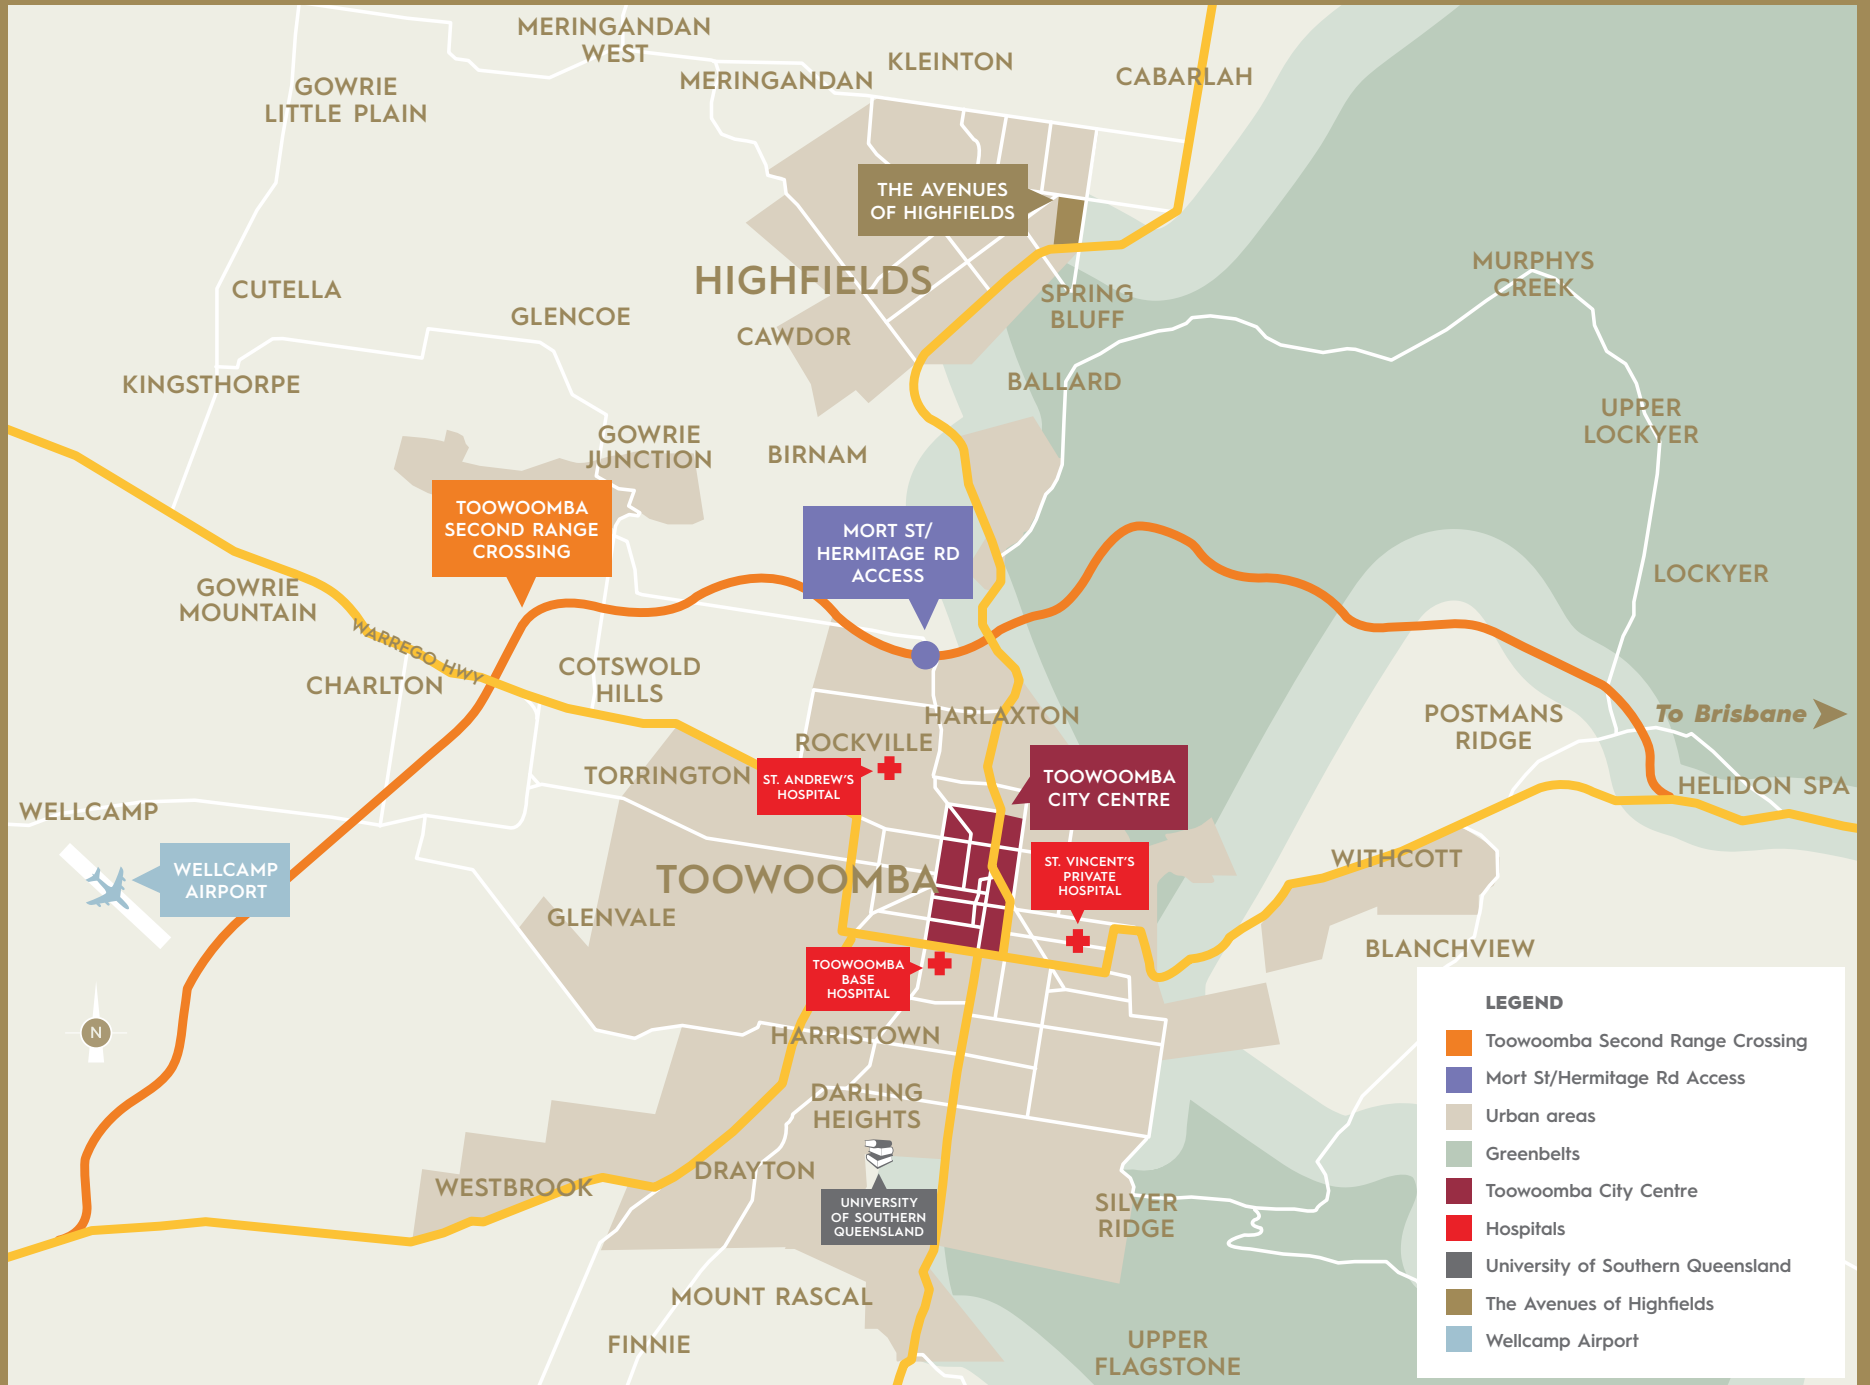 MERINGANDAN
WEST
KLEINTON
MERINGANDAN
CABARLAH
GOWRIE
LITTLE PLAIN
THE AVENUES
OF HIGHFIELDS
HIGHFIELDS
MURPHYS
CREEK
CUTELLA
SPRING
BLUFF
GLENCOE
CAWDOR
KINGSTHORPE
BALLARD
UPPER
LOCKYER
GOWRIE
JUNCTION
BIRNAM
TOOWOOMBA
SECOND RANGE
CROSSING
MORT ST/
HERMITAGE RD
ACCESS
LOCKYER
GOWRIE
MOUNTAIN
WARREGO HWY
CHARLTON
COTSWOLD
HILLS
HARLAXTON
POSTMANS
RIDGE
To Brisbane
ROCKVILLE
TORRINGTON
ST. ANDREW'S
HOSPITAL
TOOWOOMBA
CITY CENTRE
HELIDON SPA
WELLCAMP
WELLCAMP
AIRPORT
TOOWOOMBA
ST. VINCENT'S
PRIVATE
HOSPITAL
WITHCOTT
GLENVALE
BLANCHVIEW
TOOWOOMBA
BASE
HOSPITAL
N
HARRISTOWN
DARLING
HEIGHTS
DRAYTON
WESTBROOK
UNIVERSITY
OF SOUTHERN
QUEENSLAND
SILVER
RIDGE
MOUNT RASCAL
FINNIE
UPPER
FLAGSTONE
LEGEND
Toowoomba Second Range Crossing
Mort St/Hermitage Rd Access
Urban areas
Greenbelts
Toowoomba City Centre
Hospitals
University of Southern Queensland
The Avenues of Highfields
Wellcamp Airport